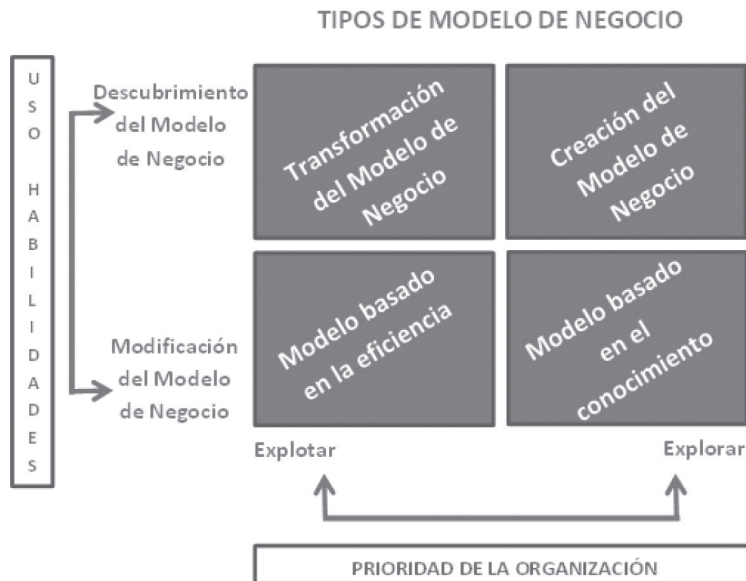 TIPOS DE MODELO DE NEGOCIO
USO HABILIDADES
Descubrimiento
del Modelo
de Negocio
Transformación
del Modelo de
Negocio
Creación del
Modelo de
Negocio
Modificación
del Modelo
de Negocio
Modelo basado
en la eficiencia
Modelo basado
en el
conocimiento
Explotar
Explorar
PRIORIDAD DE LA ORGANIZACIÓN